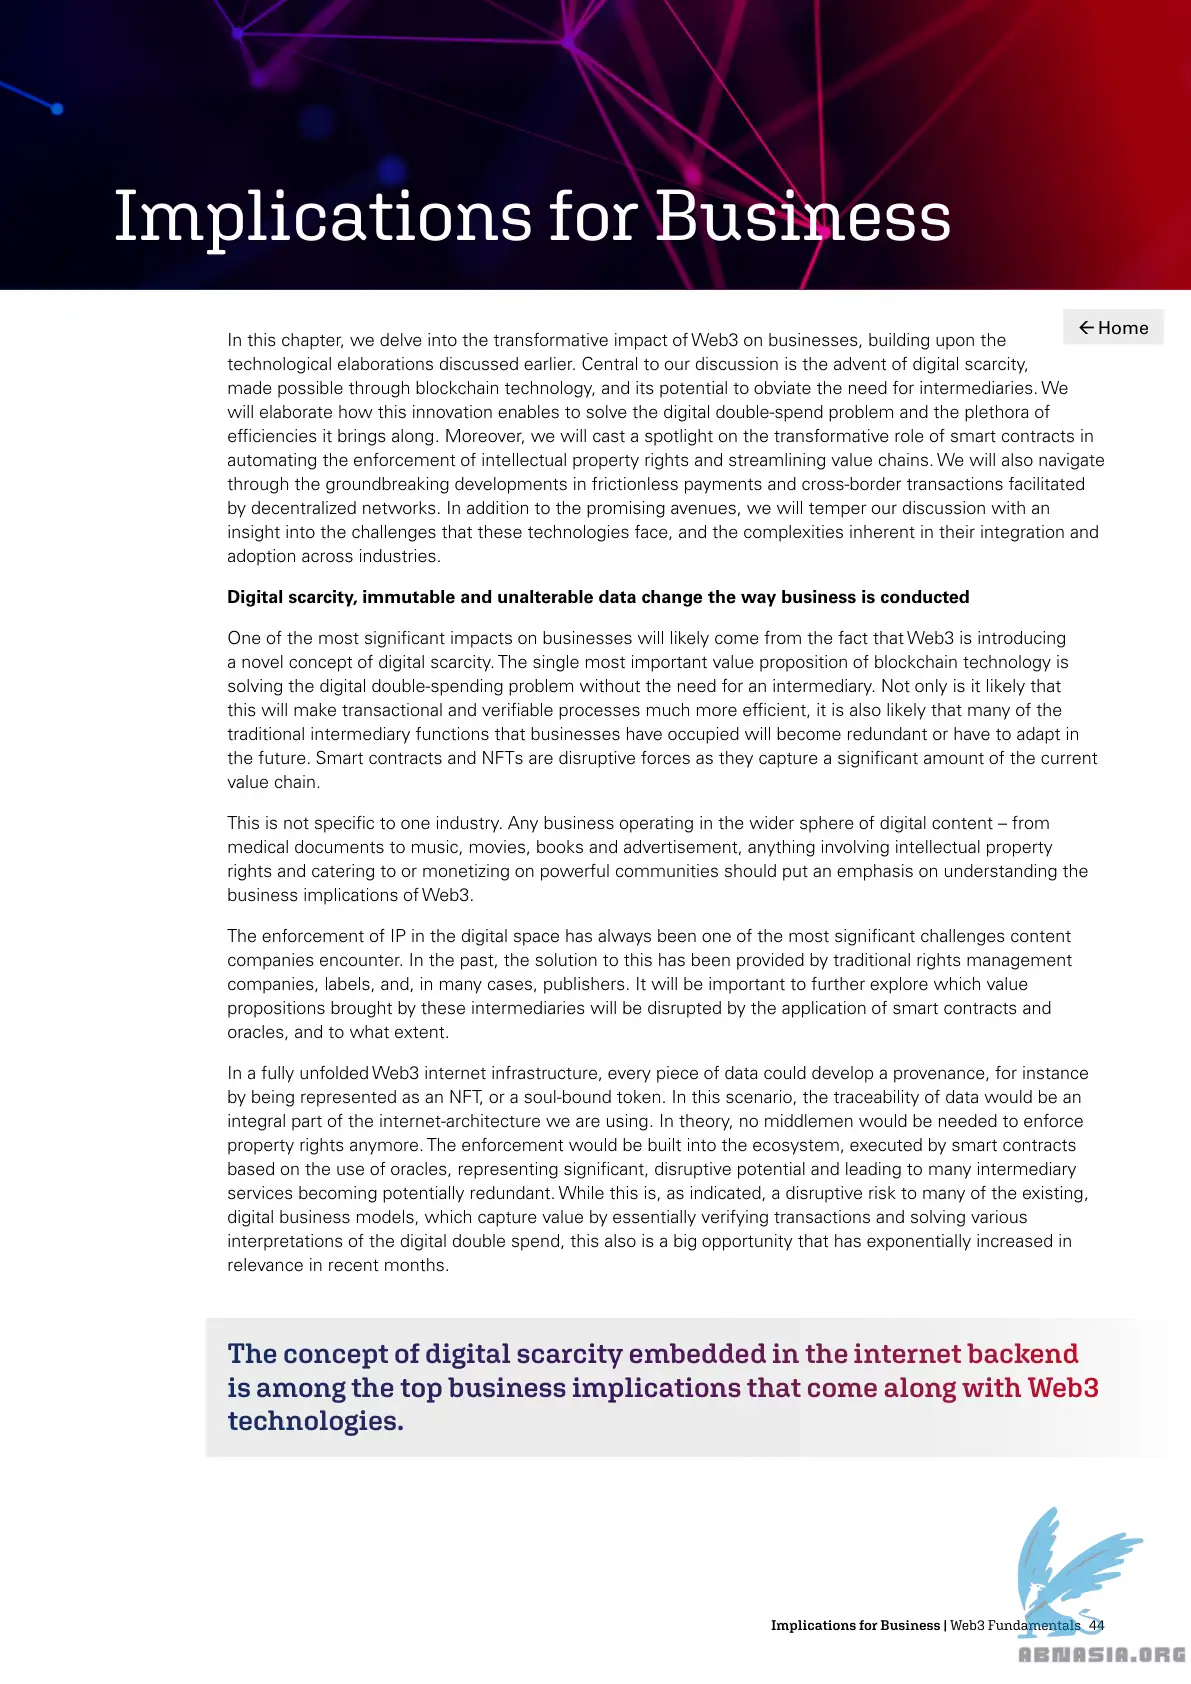 Implications for Business
← Home
In this chapter, we delve into the transformative impact of Web3 on businesses, building upon the
technological elaborations discussed earlier. Central to our discussion is the advent of digital scarcity,
made possible through blockchain technology, and its potential to obviate the need for intermediaries. We
will elaborate how this innovation enables to solve the digital double-spend problem and the plethora of
efficiencies it brings along. Moreover, we will cast a spotlight on the transformative role of smart contracts in
automating the enforcement of intellectual property rights and streamlining value chains. We will also navigate
through the groundbreaking developments in frictionless payments and cross-border transactions facilitated
by decentralized networks. In addition to the promising avenues, we will temper our discussion with an
insight into the challenges that these technologies face, and the complexities inherent in their integration and
adoption across industries.
Digital scarcity, immutable and unalterable data change the way business is conducted
One of the most significant impacts on businesses will likely come from the fact that Web3 is introducing
a novel concept of digital scarcity. The single most important value proposition of blockchain technology is
solving the digital double-spending problem without the need for an intermediary. Not only is it likely that
this will make transactional and verifiable processes much more efficient, it is also likely that many of the
traditional intermediary functions that businesses have occupied will become redundant or have to adapt in
the future. Smart contracts and NFTs are disruptive forces as they capture a significant amount of the current
value chain.
This is not specific to one industry. Any business operating in the wider sphere of digital content – from
medical documents to music, movies, books and advertisement, anything involving intellectual property
rights and catering to or monetizing on powerful communities should put an emphasis on understanding the
business implications of Web3.
The enforcement of IP in the digital space has always been one of the most significant challenges content
companies encounter. In the past, the solution to this has been provided by traditional rights management
companies, labels, and, in many cases, publishers. It will be important to further explore which value
propositions brought by these intermediaries will be disrupted by the application of smart contracts and
oracles, and to what extent.
In a fully unfolded Web3 internet infrastructure, every piece of data could develop a provenance, for instance
by being represented as an NFT, or a soul-bound token. In this scenario, the traceability of data would be an
integral part of the internet-architecture we are using. In theory, no middlemen would be needed to enforce
property rights anymore. The enforcement would be built into the ecosystem, executed by smart contracts
based on the use of oracles, representing significant, disruptive potential and leading to many intermediary
services becoming potentially redundant. While this is, as indicated, a disruptive risk to many of the existing,
digital business models, which capture value by essentially verifying transactions and solving various
interpretations of the digital double spend, this also is a big opportunity that has exponentially increased in
relevance in recent months.
The concept of digital scarcity embedded in the internet backend
is among the top business implications that come along with Web3
technologies.
Implications for Business | Web3 Fundamentals 44
ABNASIA.ORG